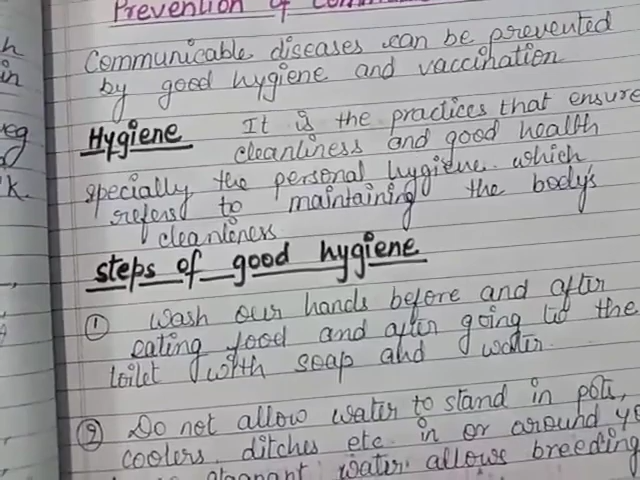 Prevention of
Communicable diseases can be prevented
by good hygiene and vaccination
Hygiene It is the practices that ensure
cleanliness and good health
specially the personal hygiene which
refers to maintaining the body's
cleanleness
steps of good hygiene
① Wash our hands before and after
eating food and after going to the
toilet with soap and water.
② Do not allow water to stand in pots,
coolers, ditches etc. in or around
stagnant water allows breeding